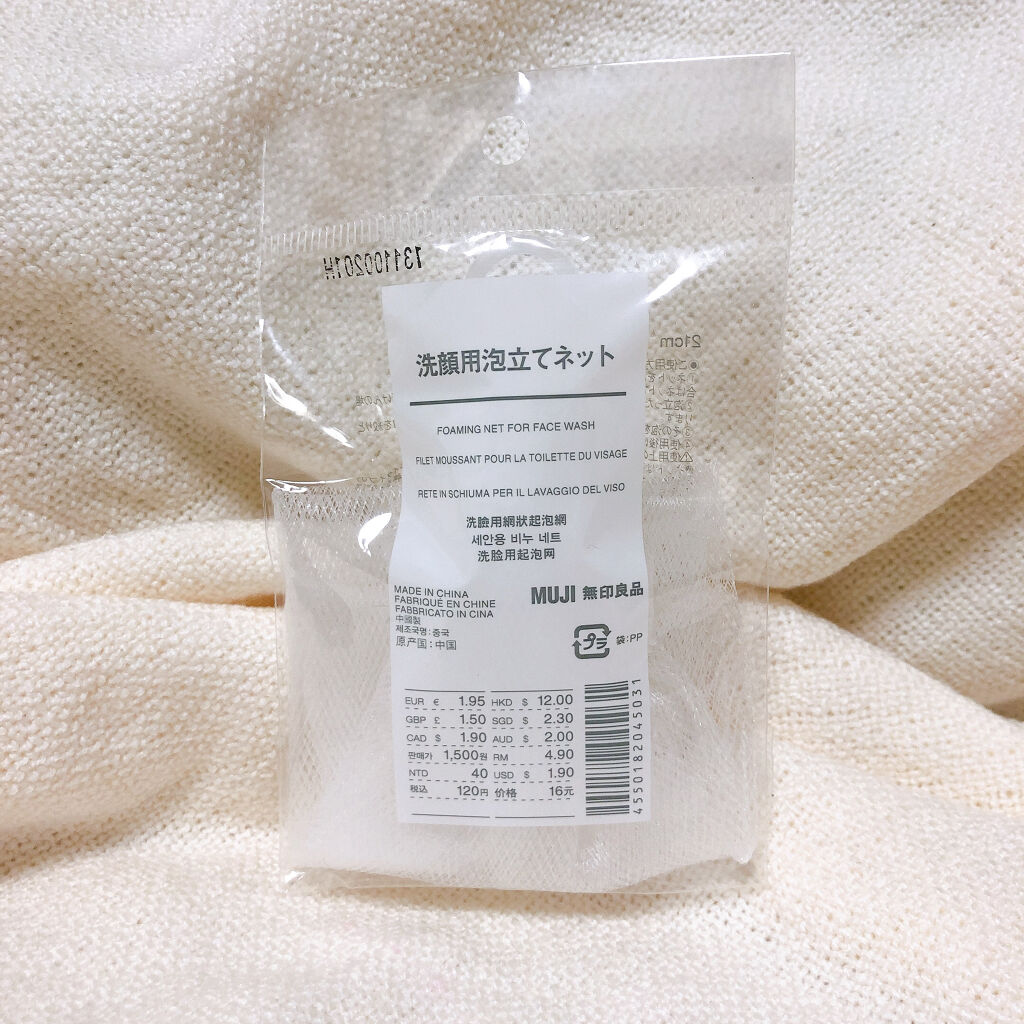 131100201H
21cm
洗顔用泡立てネット
FOAMING NET FOR FACE WASH
FILET MOUSSANT POUR LA TOILETTE DU VISAGE
RETE IN SCHIUMA PER IL LAVAGGIO DEL VISO
洗臉用網狀起泡網
세안용 비누 네트
洗脸用起泡网
MADE IN CHINA
FABRIQUÉ EN CHINE
FABBRICATO IN CINA
中國製
제조국명:중국
原产国:中国
MUJI 無印良品
プラ 袋:PP
EUR € 1.95 HKD $ 12.00
GBP £ 1.50 SGD $ 2.30
CAD $ 1.90 AUD $ 2.00
판매가 1,500원 RM 4.90
NTD 40 USD $ 1.90
税込 120円 价格 16元
4550182045031